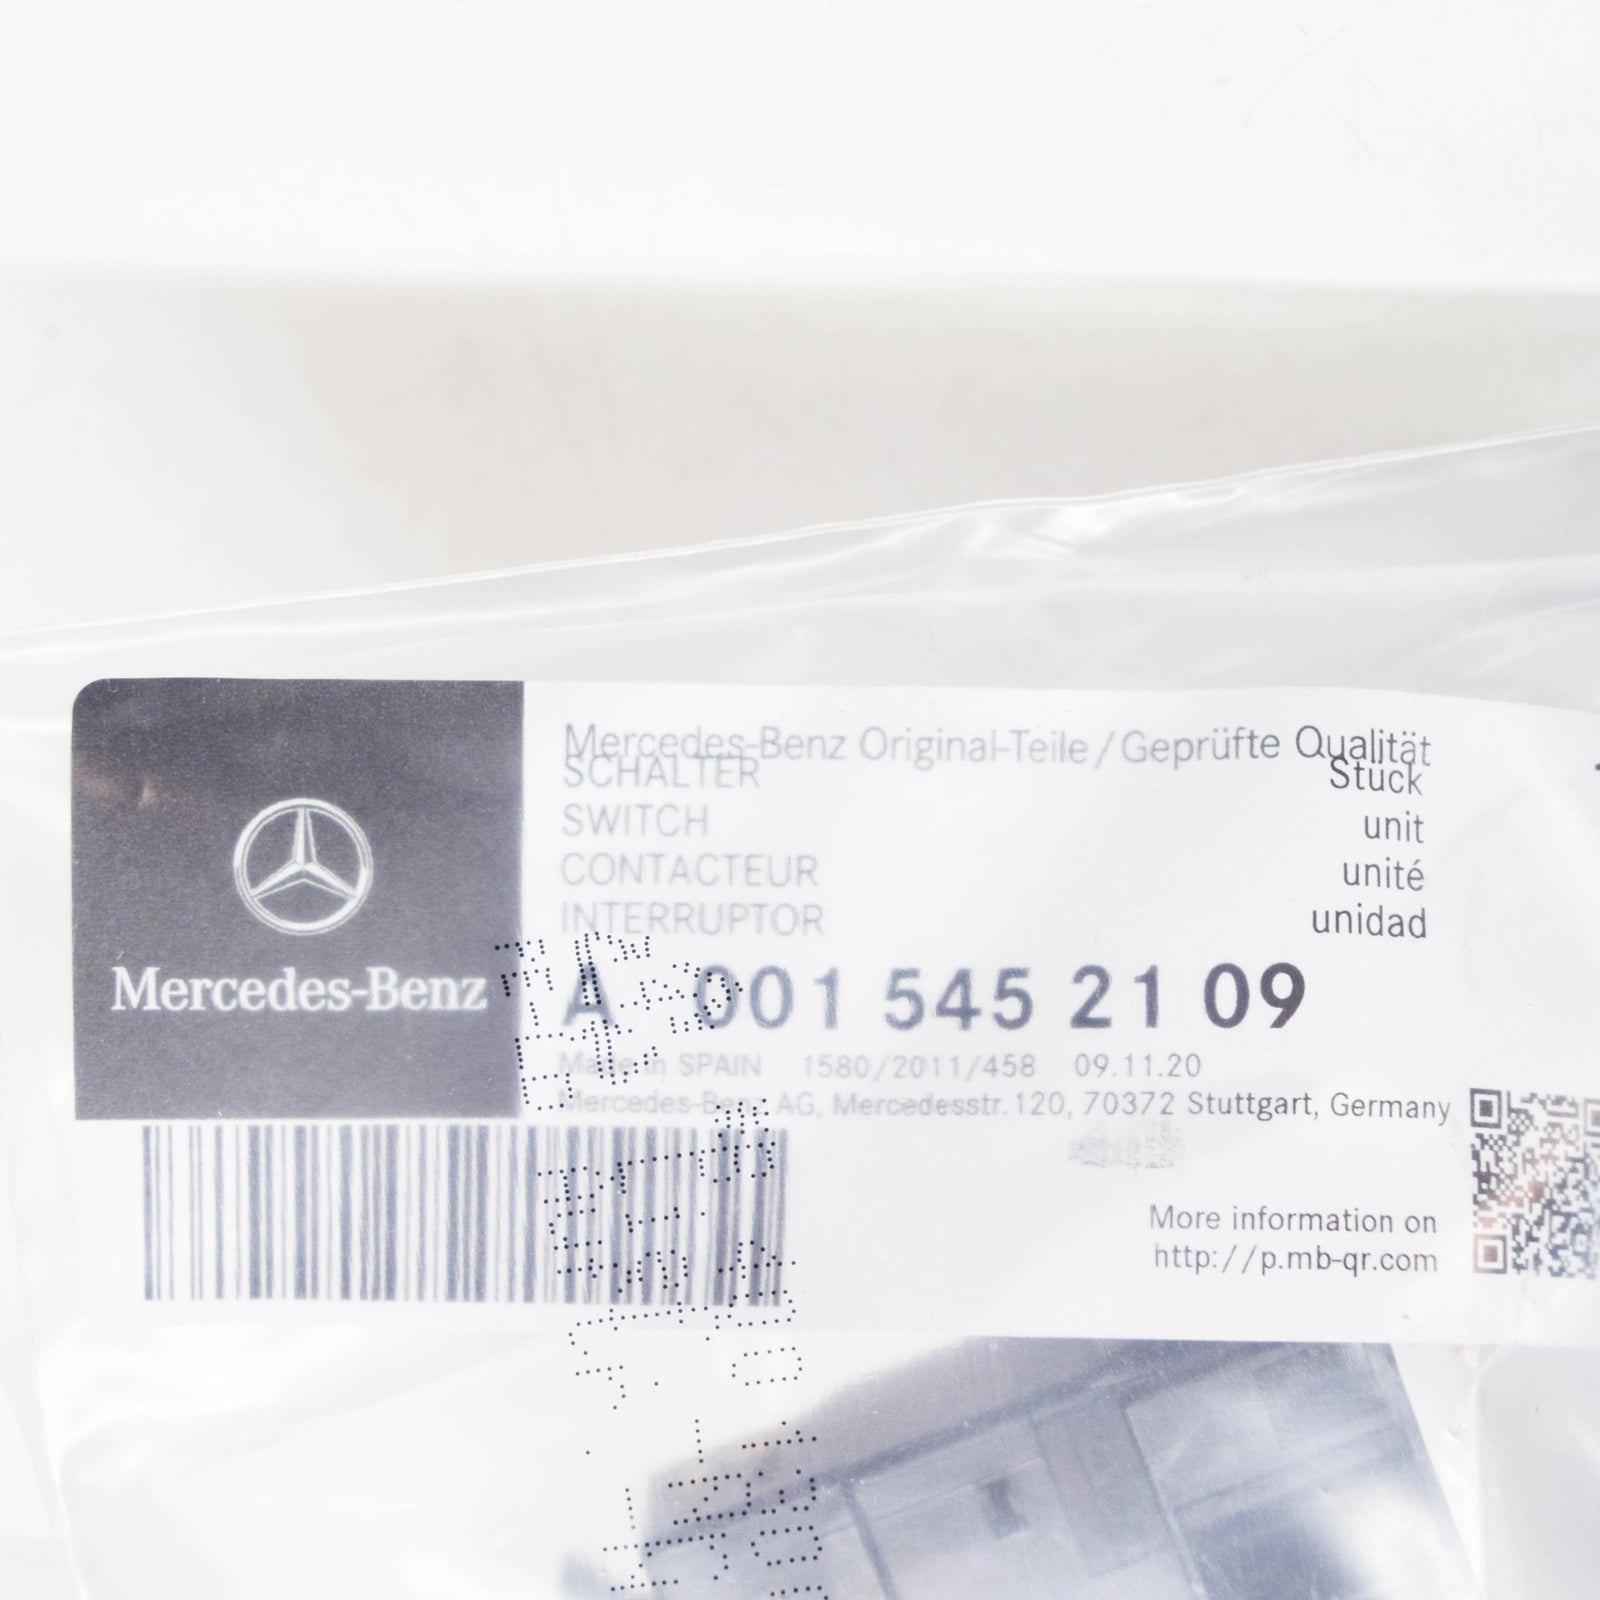 Mercedes-Benz
Mercedes-Benz Original-Teile/Geprüfte Qualität
SCHALTER Stück
SWITCH unit
CONTACTEUR unité
INTERRUPTOR unidad
A 001 545 21 09
Made in SPAIN 1580/2011/458 09.11.20
Mercedes-Benz AG, Mercedesstr. 120, 70372 Stuttgart, Germany
More information on
http://p.mb-qr.com